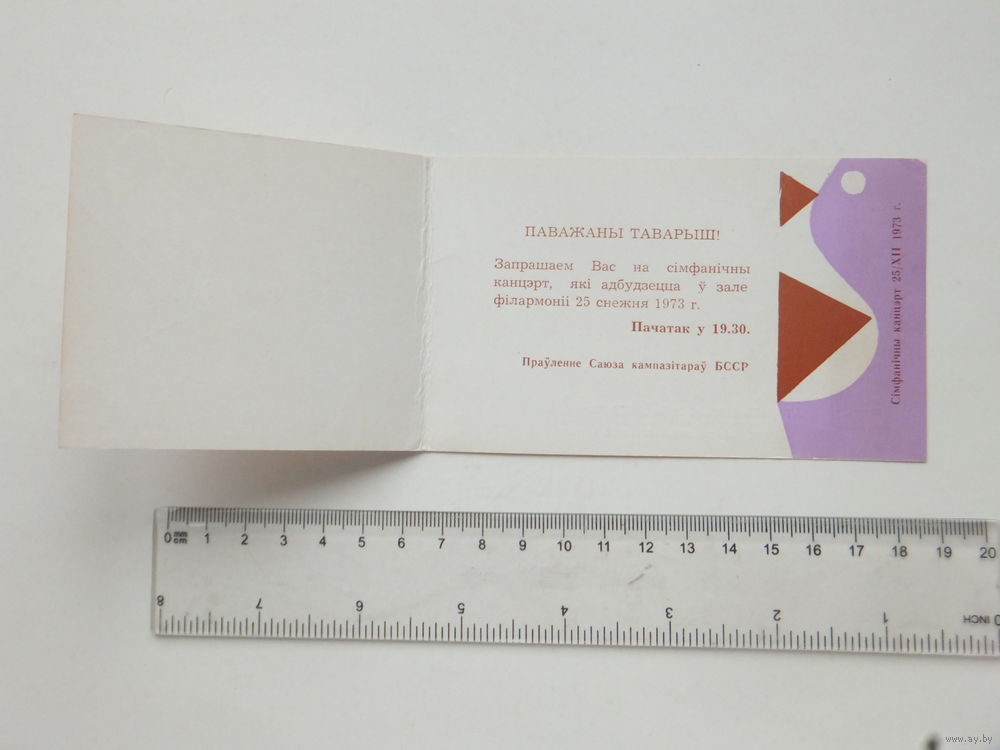 ПАВАЖАНЫ ТАВАРЫШ!
Запрашаем Вас на сімфанічны
канцэрт, які адбудзецца ў зале
філармоніі 25 снежня 1973 г.
Пачатак у 19.30.
Праўленне Саюза кампазітараў БССР
Сімфанічны канцэрт 25/XII 1973 г.
0 mm 1 2 3 4 5 6 7 8 9 10 11 12 13 14 15 16 17 18 19 20
cm
8 7 6 5 4 3 2 1 0 INCH
www.ay.by